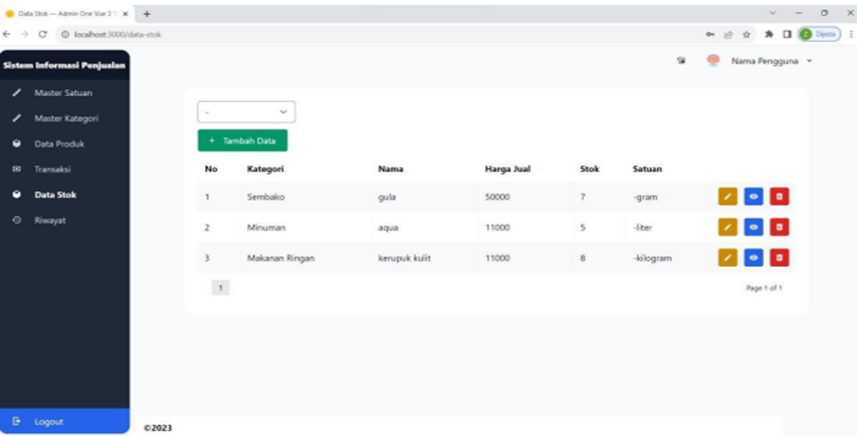 Data Stok — Admin One Vue 3 T
localhost:3000/data-stok
Dijeda
Sistem Informasi Penjualan
Nama Pengguna
Master Satuan
Master Kategori
Data Produk
Transaksi
Data Stok
Riwayat
-
+ Tambah Data
No Kategori Nama Harga Jual Stok Satuan
1 Sembako gula 50000 7 -gram
2 Minuman aqua 11000 5 -liter
3 Makanan Ringan kerupuk kulit 11000 8 -kilogram
1 Page 1 of 1
Logout
©2023